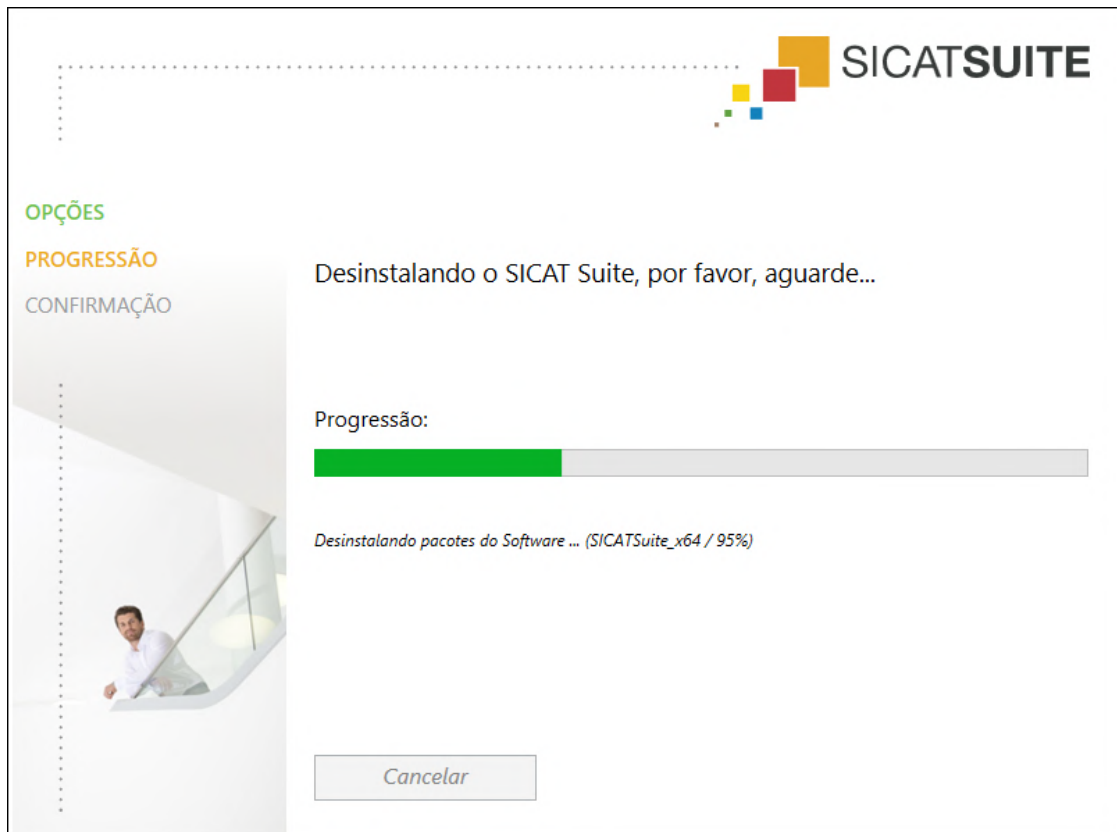 SICATSUITE
OPÇÕES
PROGRESSÃO
CONFIRMAÇÃO
Desinstalando o SICAT Suite, por favor, aguarde...
Progressão:
Desinstalando pacotes do Software ... (SICATSuite_x64 / 95%)
Cancelar